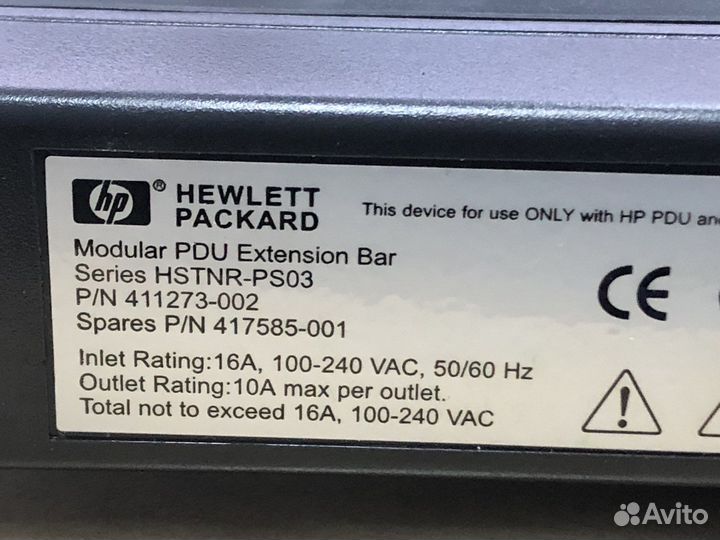 hp ® HEWLETT
PACKARD
This device for use ONLY with HP PDU and
Modular PDU Extension Bar
Series HSTNR-PS03
P/N 411273-002
Spares P/N 417585-001
CE
Inlet Rating:16A, 100-240 VAC, 50/60 Hz
Outlet Rating:10A max per outlet.
Total not to exceed 16A, 100-240 VAC
!
Avito